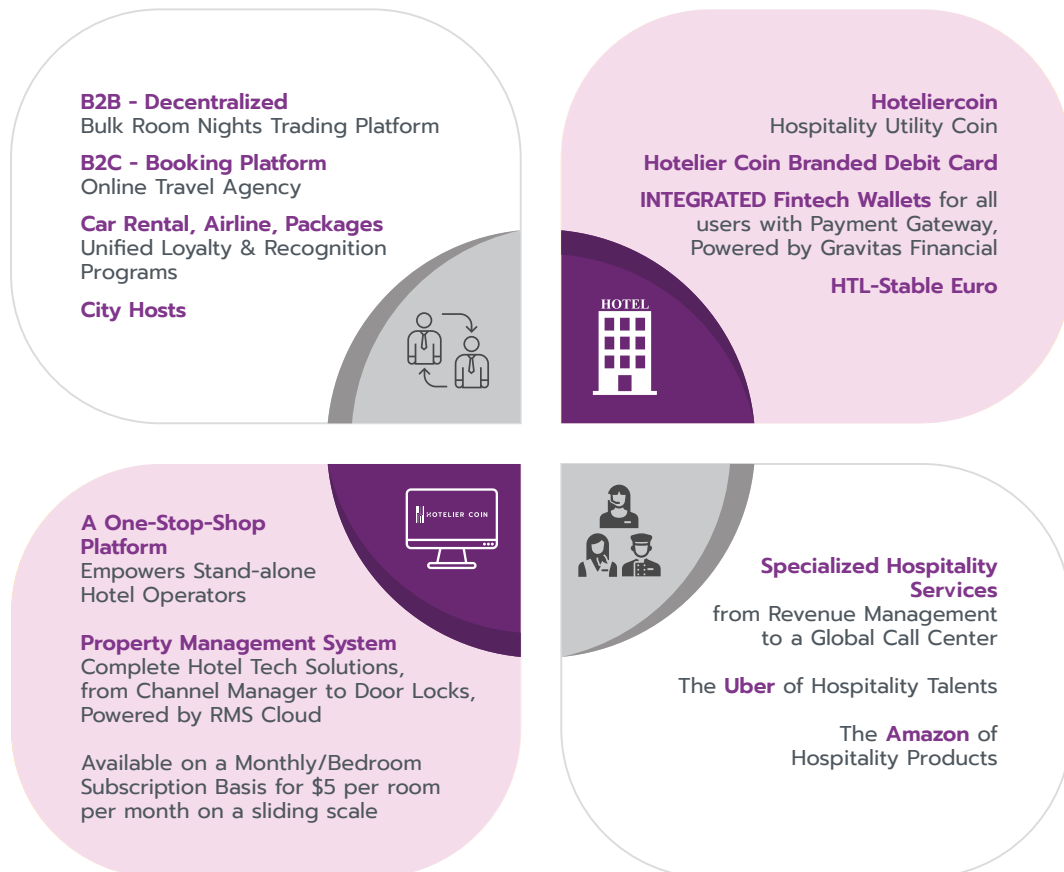 B2B - Decentralized
Bulk Room Nights Trading Platform
B2C - Booking Platform
Online Travel Agency
Car Rental, Airline, Packages
Unified Loyalty & Recognition
Programs
City Hosts
Hoteliercoin
Hospitality Utility Coin
Hotelier Coin Branded Debit Card
INTEGRATED Fintech Wallets for all
users with Payment Gateway,
Powered by Gravitas Financial
HTL-Stable Euro
HOTEL
HOTELIER COIN
A One-Stop-Shop
Platform
Empowers Stand-alone
Hotel Operators
Property Management System
Complete Hotel Tech Solutions,
from Channel Manager to Door Locks,
Powered by RMS Cloud
Available on a Monthly/Bedroom
Subscription Basis for $5 per room
per month on a sliding scale
Specialized Hospitality
Services
from Revenue Management
to a Global Call Center
The Uber of Hospitality Talents
The Amazon of
Hospitality Products